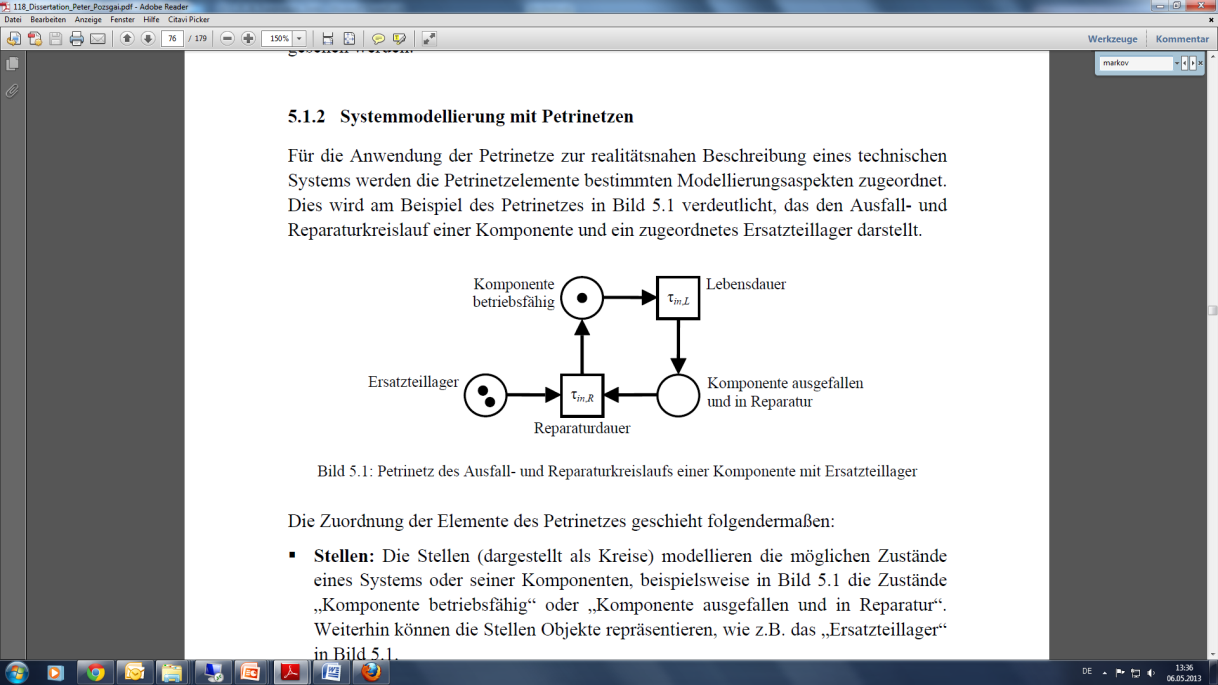 118_Dissertation_Peter_Pozsgai.pdf - Adobe Reader
Datei Bearbeiten Anzeige Fenster Hilfe Citavi Picker
76 / 179 150% Werkzeuge Kommentar
markov
gesehen werden.
5.1.2 Systemmodellierung mit Petrinetzen
Für die Anwendung der Petrinetze zur realitätsnahen Beschreibung eines technischen
Systems werden die Petrinetzelemente bestimmten Modellierungsaspekten zugeordnet.
Dies wird am Beispiel des Petrinetzes in Bild 5.1 verdeutlicht, das den Ausfall- und
Reparaturkreislauf einer Komponente und ein zugeordnetes Ersatzteillager darstellt.
Komponente
betriebsfähig
τin,L
Lebensdauer
Ersatzteillager
τin,R
Reparaturdauer
Komponente ausgefallen
und in Reparatur
Bild 5.1: Petrinetz des Ausfall- und Reparaturkreislaufs einer Komponente mit Ersatzteillager
Die Zuordnung der Elemente des Petrinetzes geschieht folgendermaßen:
▪ Stellen: Die Stellen (dargestellt als Kreise) modellieren die möglichen Zustände
eines Systems oder seiner Komponenten, beispielsweise in Bild 5.1 die Zustände
„Komponente betriebsfähig“ oder „Komponente ausgefallen und in Reparatur“.
Weiterhin können die Stellen Objekte repräsentieren, wie z.B. das „Ersatzteillager“
in Bild 5.1.
DE
13:36
06.05.2013